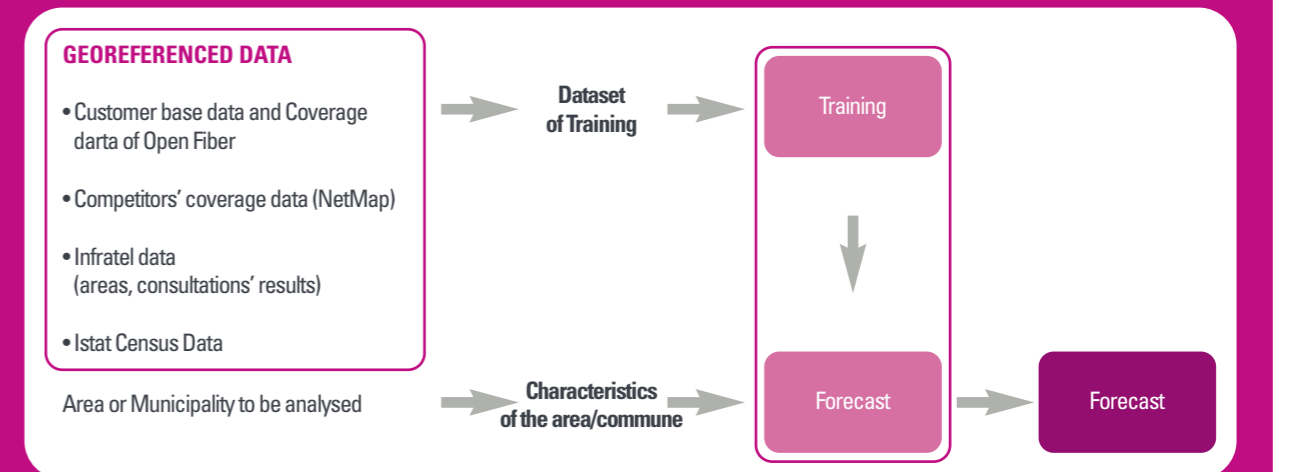 GEOREFERENCED DATA
• Customer base data and Coverage
darta of Open Fiber
• Competitors’ coverage data (NetMap)
• Infratel data
(areas, consultations’ results)
• Istat Census Data
Area or Municipality to be analysed
Dataset
of Training
Characteristics
of the area/commune
Training
Forecast
Forecast